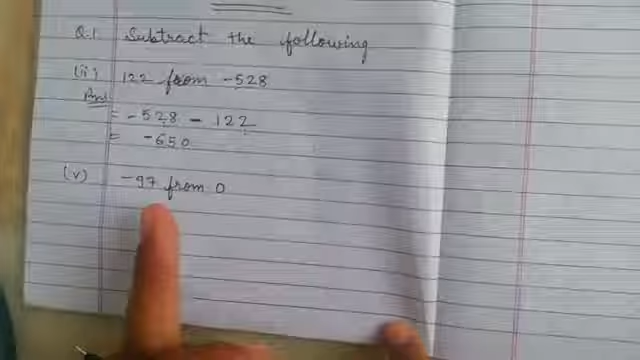 Q.1. Subtract the following
(ii) 122 from -528
Ans
= -528 - 122
= -650
(v) -97 from 0